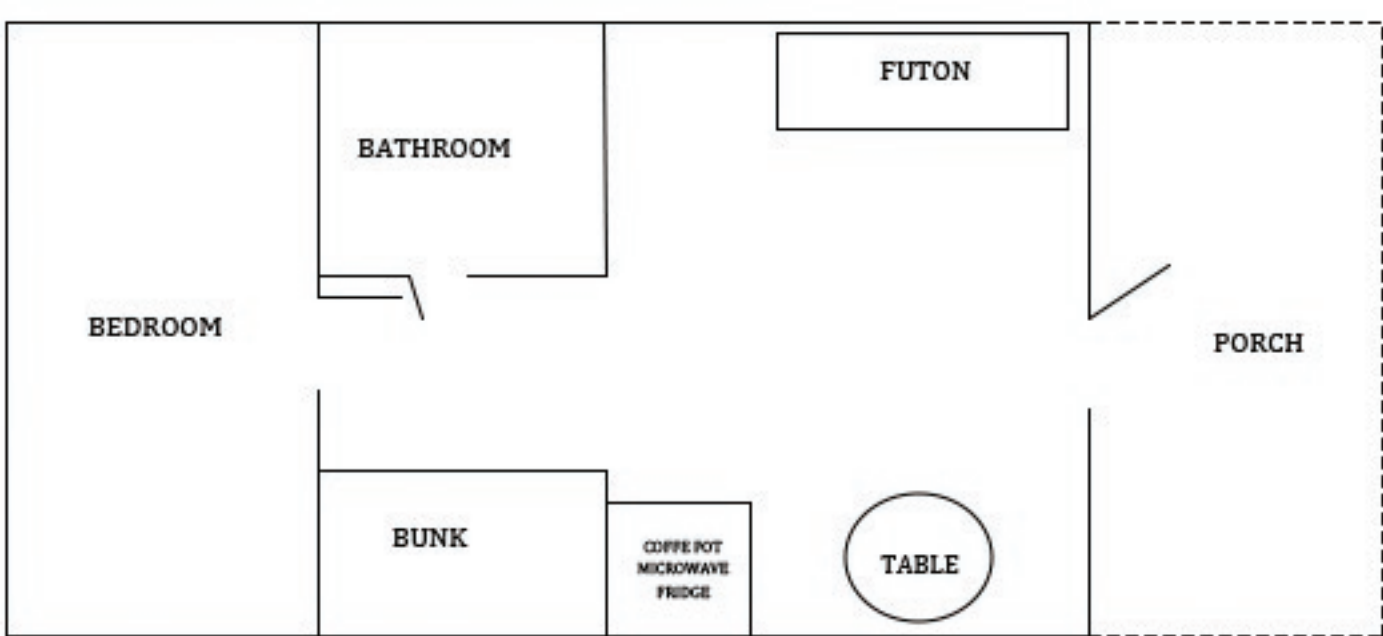 FUTON
BATHROOM
BEDROOM
PORCH
BUNK
COFFE POT
MICROWAVE
FRIDGE
TABLE